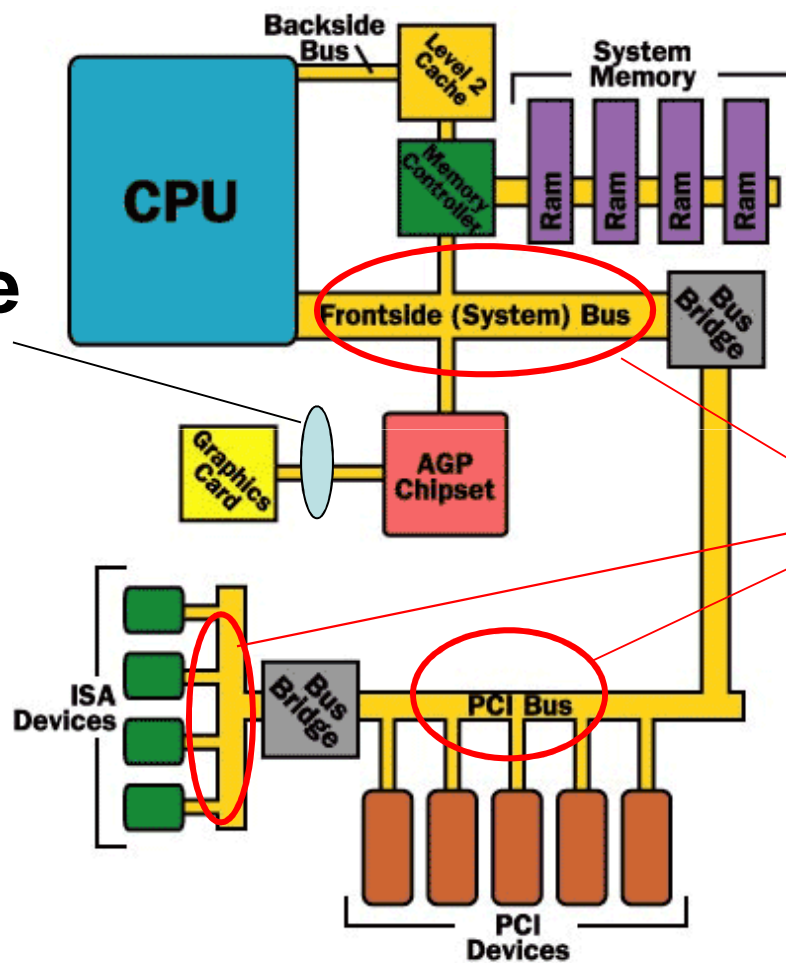 Backside
Bus
Level 2
Cache
System
Memory
CPU
Memory
Controller
Ram
Ram
Ram
Ram
e
Frontside (System) Bus
Bus
Bridge
Graphics
Card
AGP
Chipset
ISA
Devices
Bus
Bridge
PCI Bus
PCI
Devices